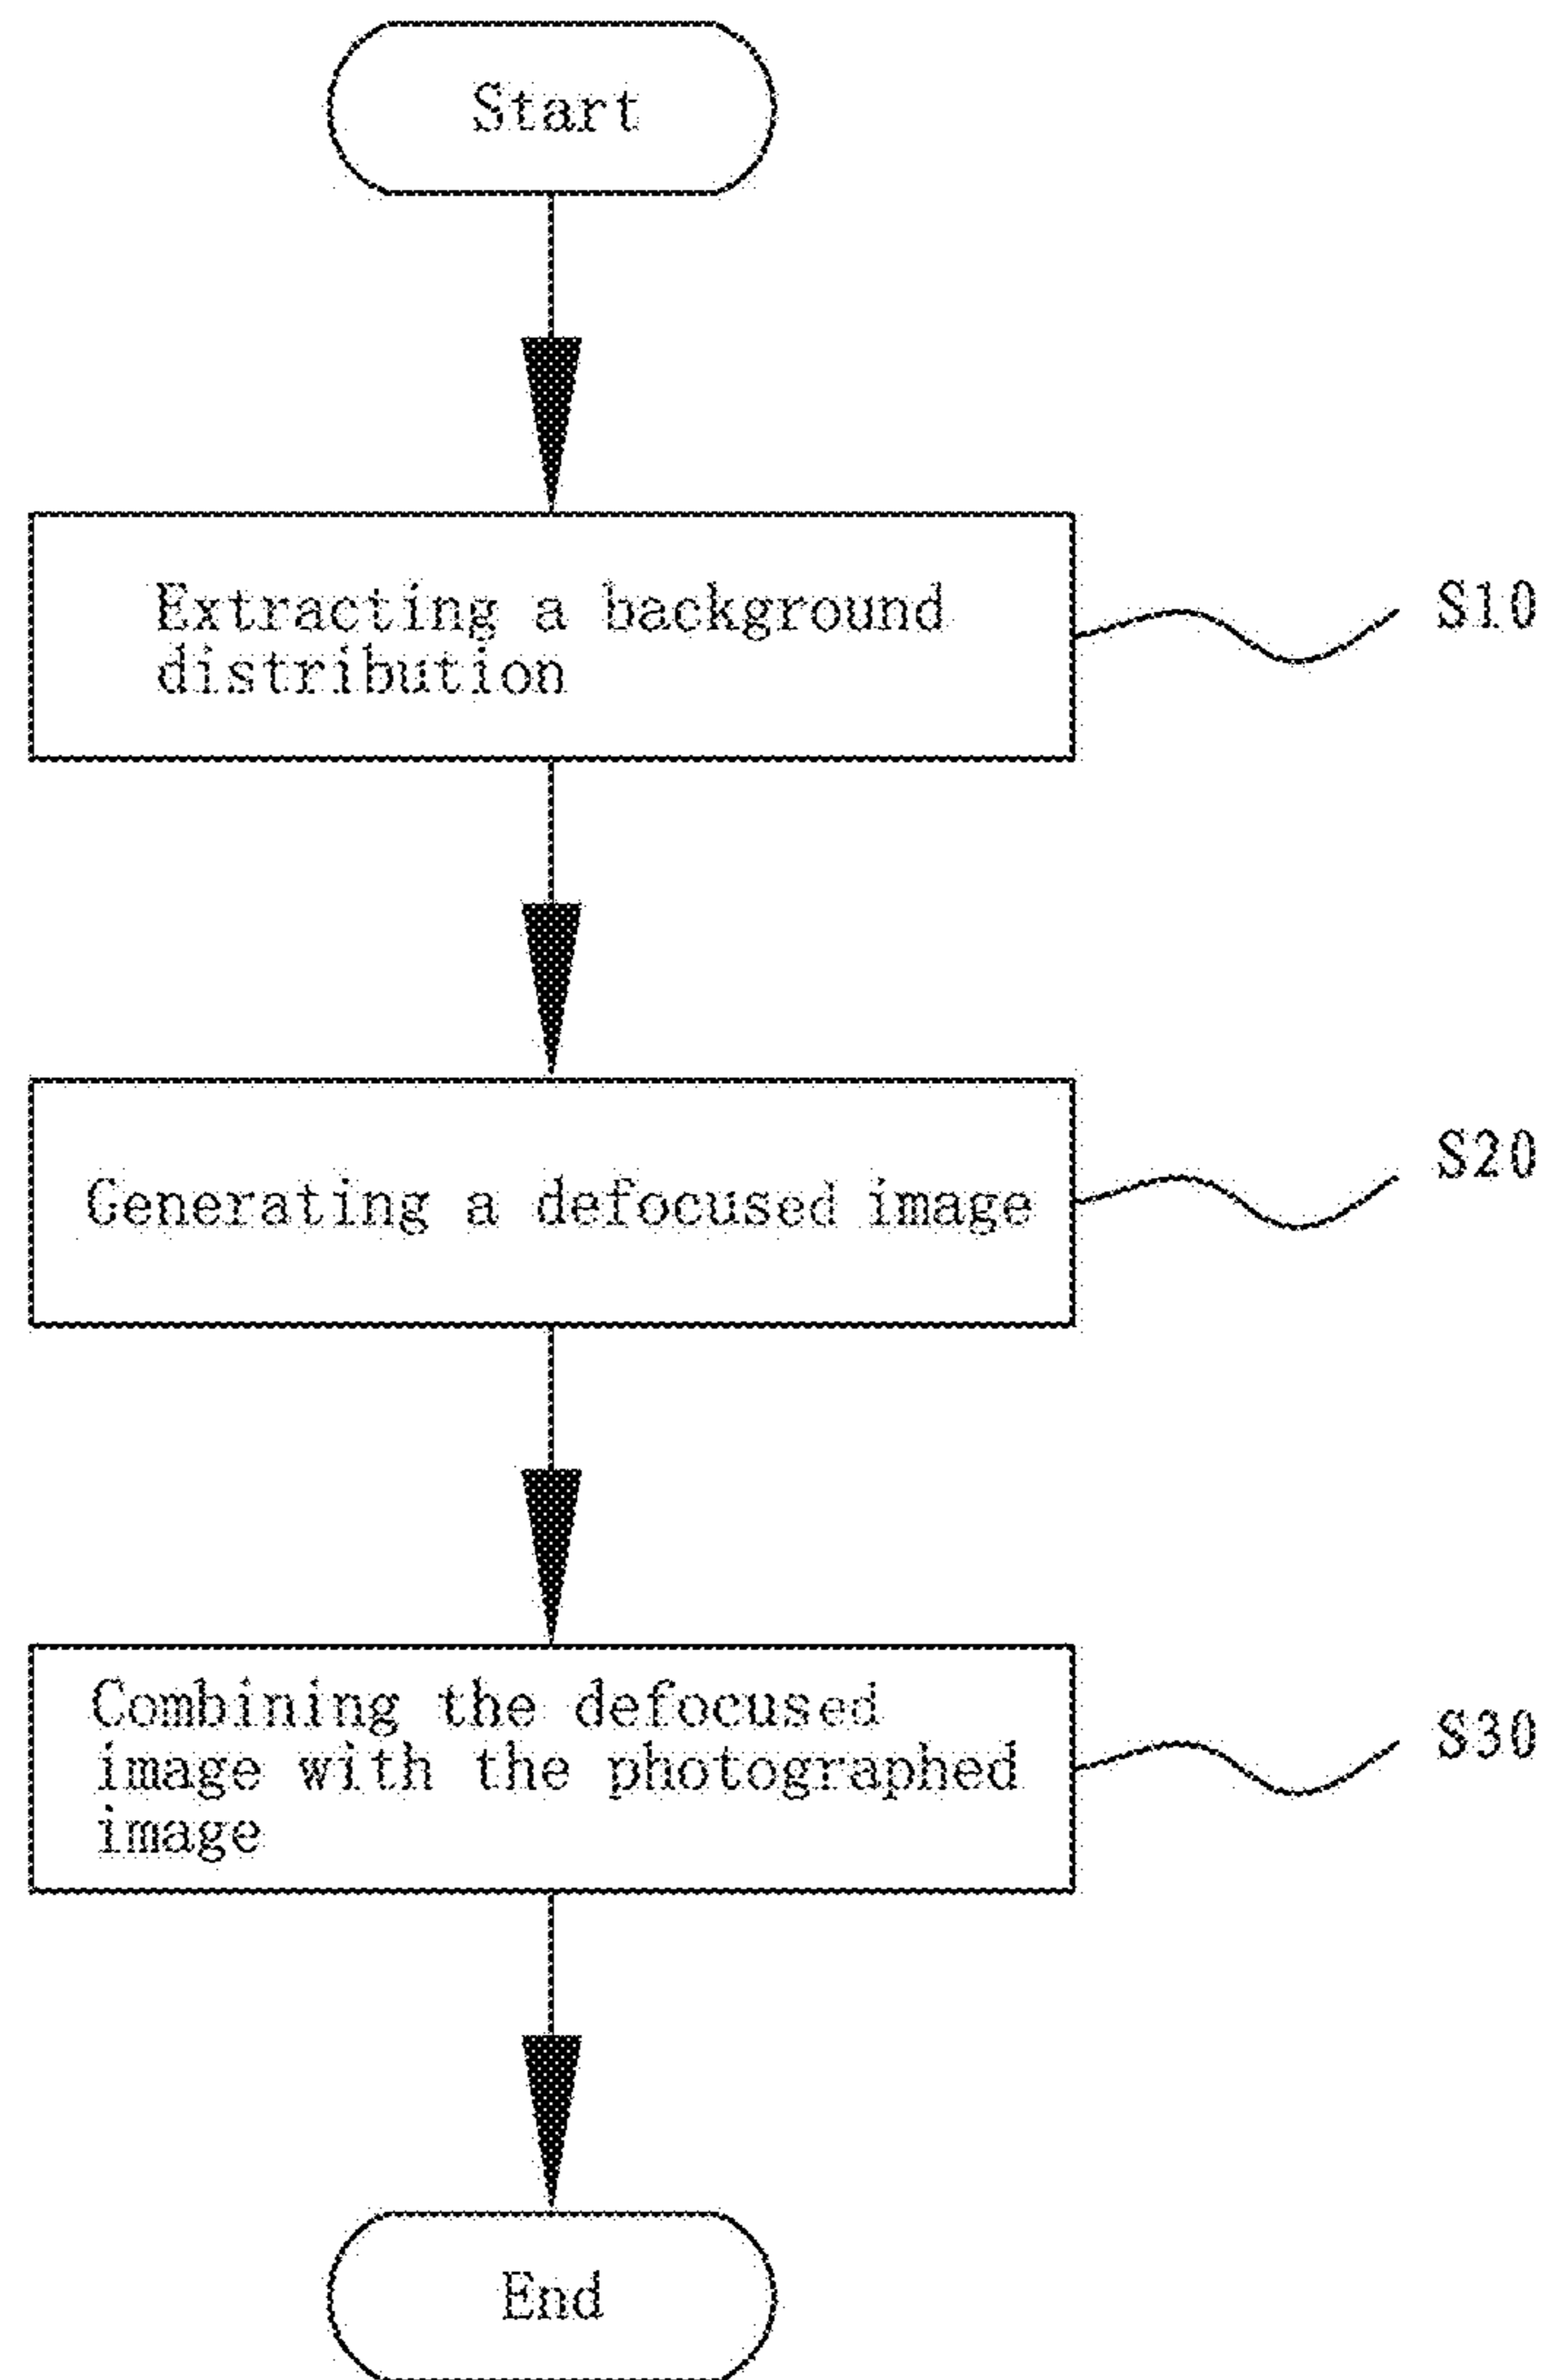 Start
Extracting a background
distribution
S10
Generating a defocused image
S20
Combining the defocused
image with the photographed
image
S30
End